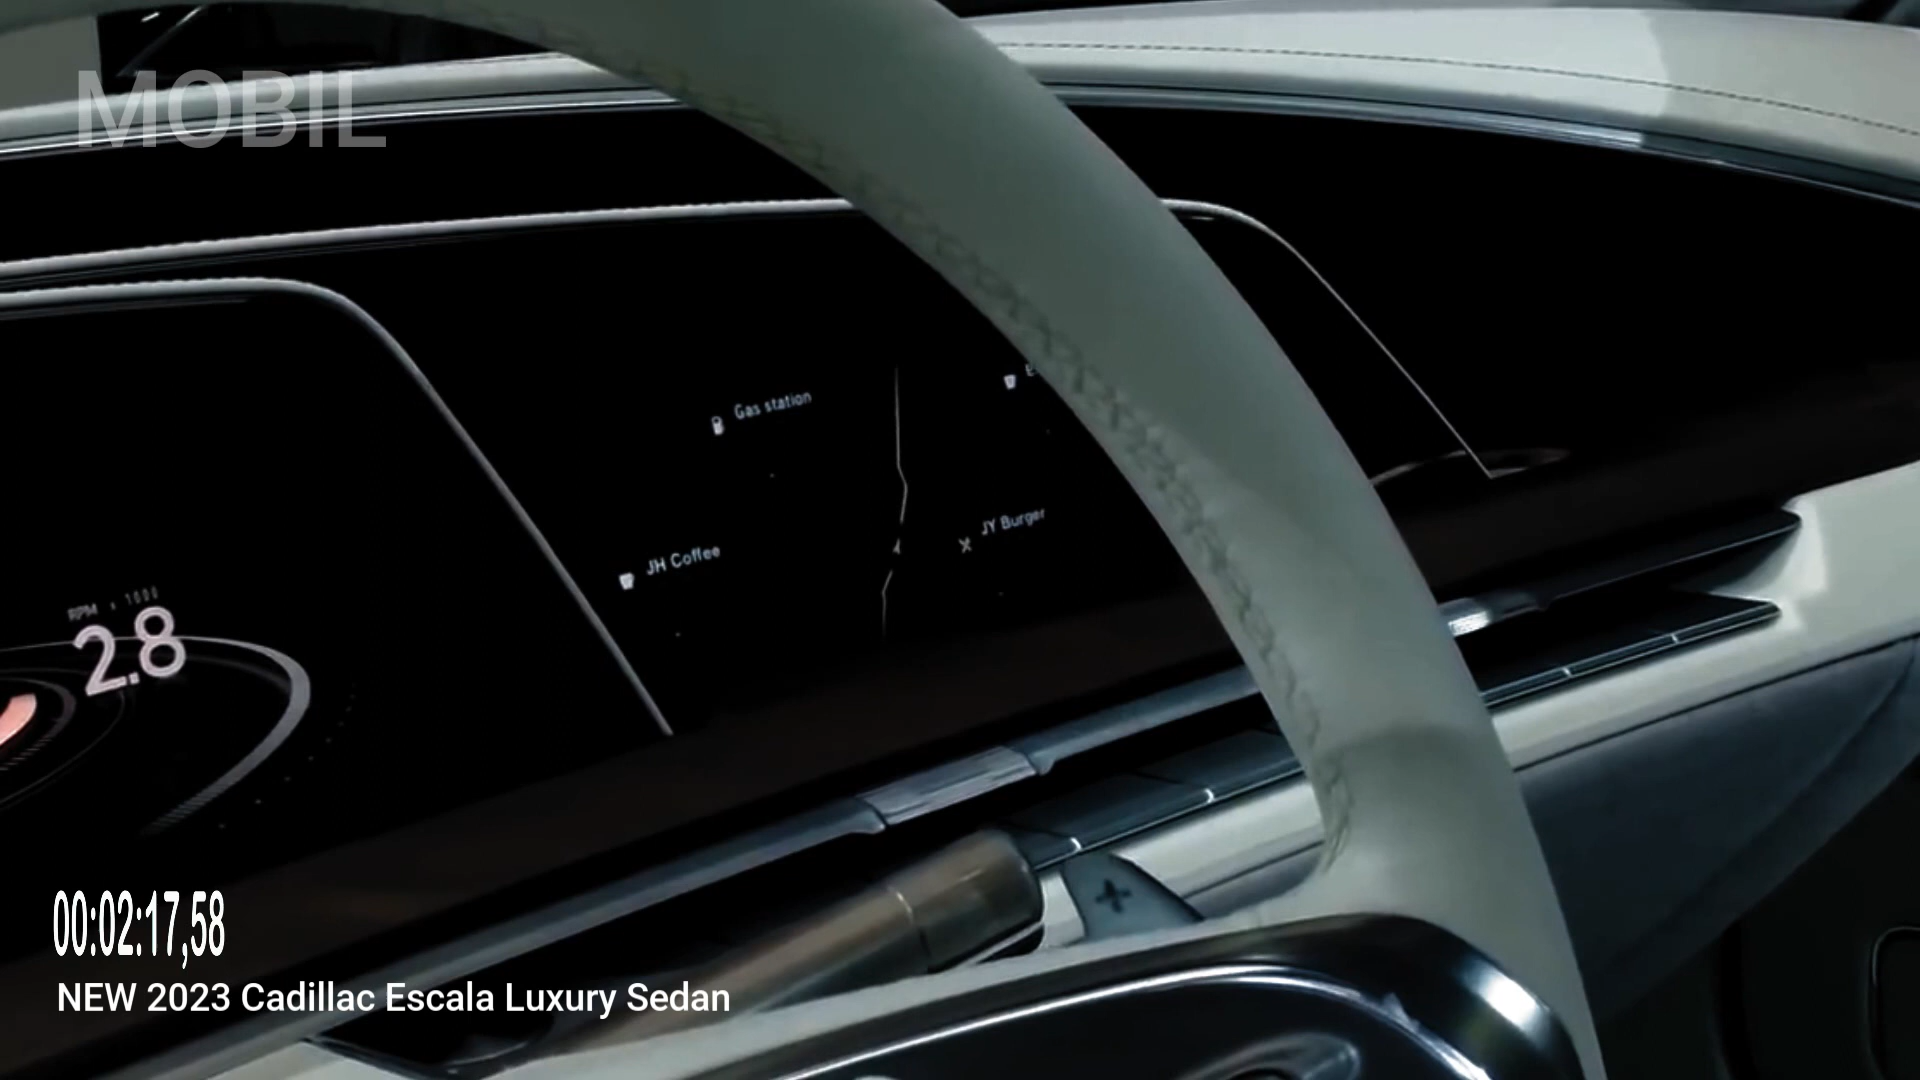 MOBIL
Gas station
JY Burger
JH Coffee
RPM x 1000
2.8
00:02:17,58
NEW 2023 Cadillac Escala Luxury Sedan